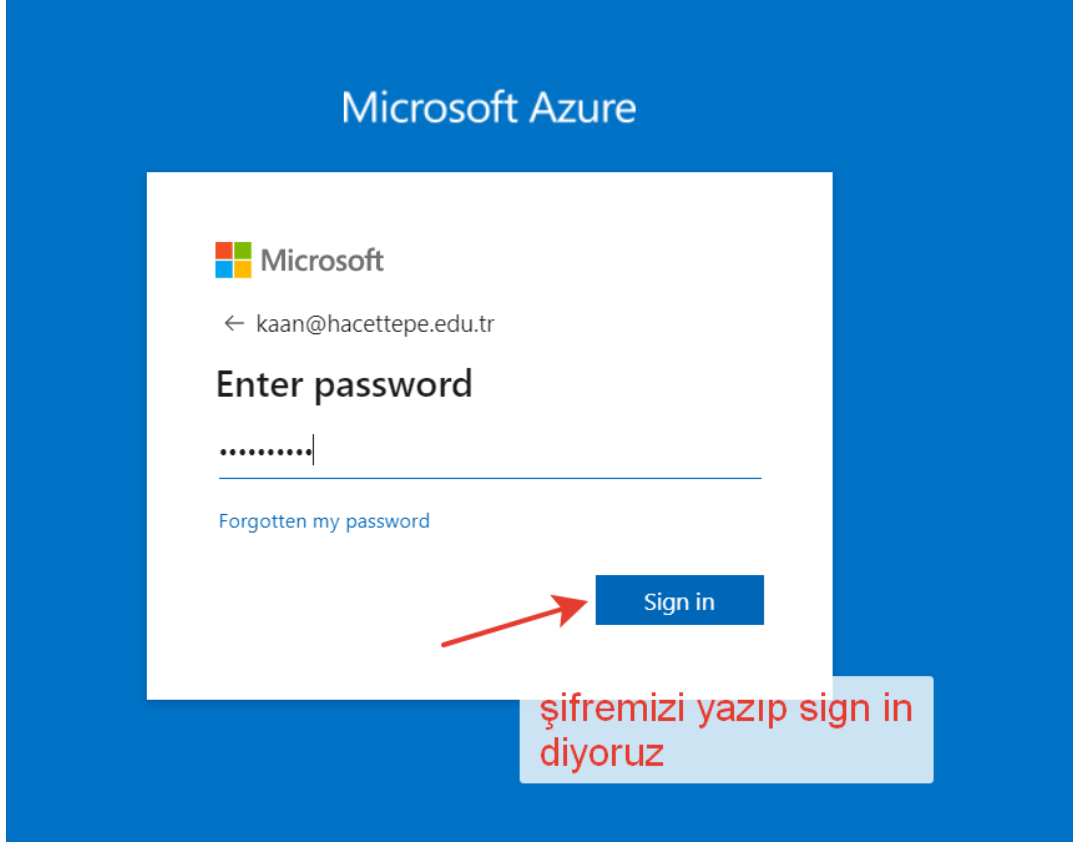 Microsoft Azure
Microsoft
← kaan@hacettepe.edu.tr
Enter password
••••••••••
Forgotten my password
Sign in
şifremizi yazıp sign in
diyoruz